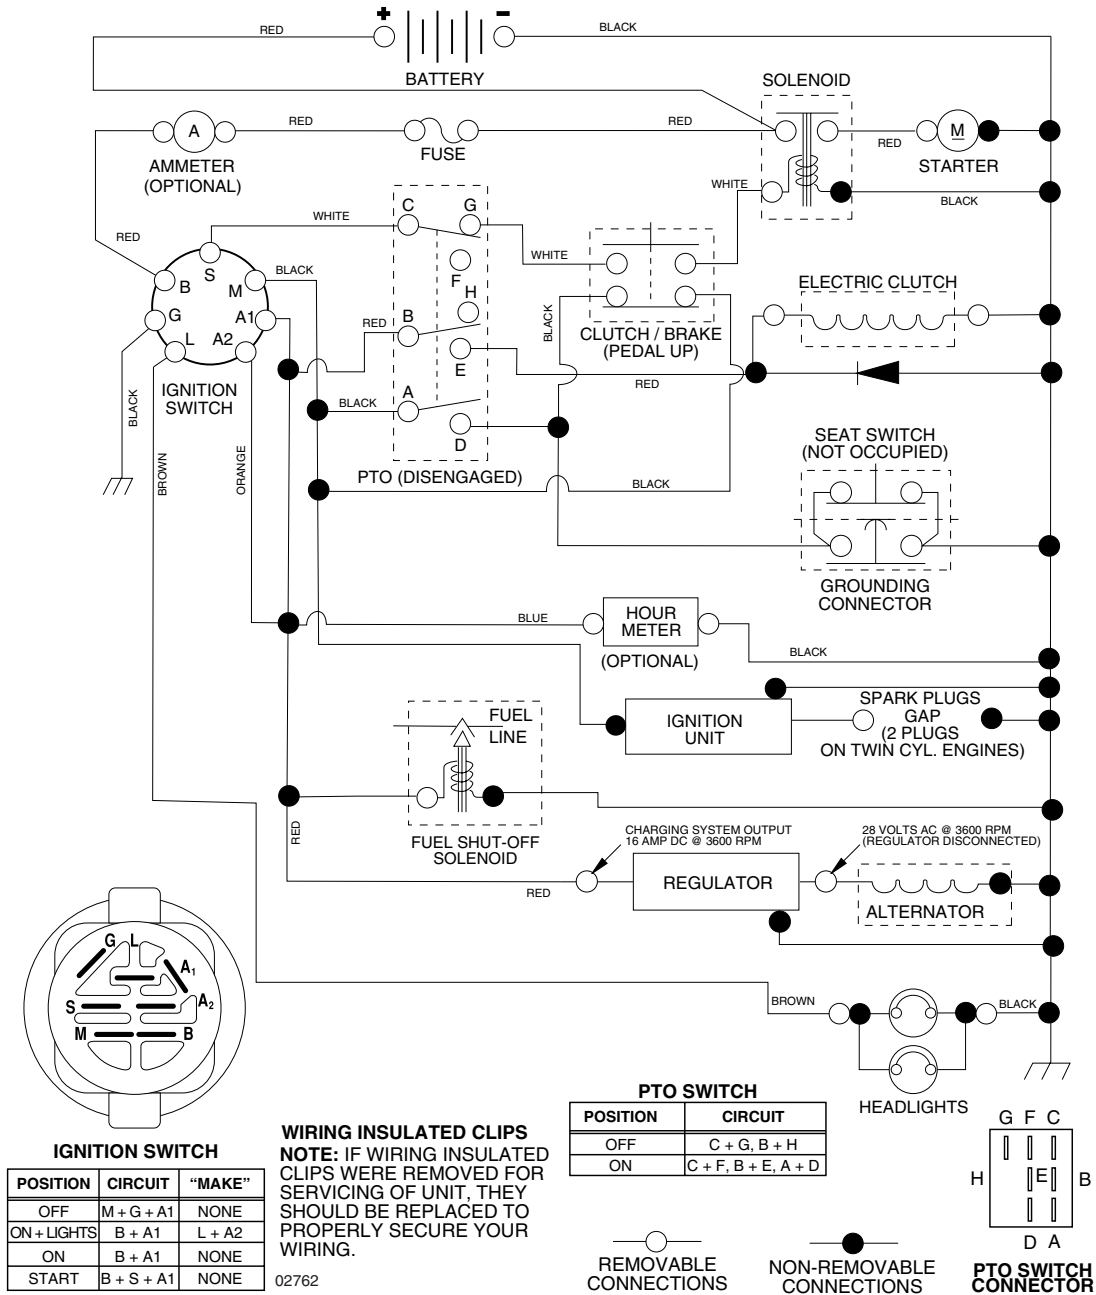 +
-
RED
BLACK
BATTERY
SOLENOID
A
RED
FUSE
RED
RED
M
STARTER
AMMETER
(OPTIONAL)
WHITE
BLACK
RED
WHITE
C
G
F
H
B
E
A
D
WHITE
S
B
M
G
A1
L
A2
BLACK
IGNITION
SWITCH
RED
BLACK
BLACK
CLUTCH / BRAKE
(PEDAL UP)
ELECTRIC CLUTCH
RED
BLACK
BROWN
ORANGE
PTO (DISENGAGED)
BLACK
SEAT SWITCH
(NOT OCCUPIED)
GROUNDING
CONNECTOR
BLUE
HOUR
METER
(OPTIONAL)
BLACK
FUEL
LINE
IGNITION
UNIT
SPARK PLUGS
GAP
(2 PLUGS
ON TWIN CYL. ENGINES)
RED
FUEL SHUT-OFF
SOLENOID
CHARGING SYSTEM OUTPUT
16 AMP DC @ 3600 RPM
28 VOLTS AC @ 3600 RPM
(REGULATOR DISCONNECTED)
RED
REGULATOR
ALTERNATOR
G
L
A1
S
A2
M
B
BROWN
BLACK
HEADLIGHTS
IGNITION SWITCH
POSITION CIRCUIT “MAKE”
OFF M + G + A1 NONE
ON + LIGHTS B + A1 L + A2
ON B + A1 NONE
START B + S + A1 NONE
WIRING INSULATED CLIPS
NOTE: IF WIRING INSULATED
CLIPS WERE REMOVED FOR
SERVICING OF UNIT, THEY
SHOULD BE REPLACED TO
PROPERLY SECURE YOUR
WIRING.
02762
PTO SWITCH
POSITION CIRCUIT
OFF C + G, B + H
ON C + F, B + E, A + D
REMOVABLE
CONNECTIONS
NON-REMOVABLE
CONNECTIONS
G F C
H E B
D A
PTO SWITCH
CONNECTOR